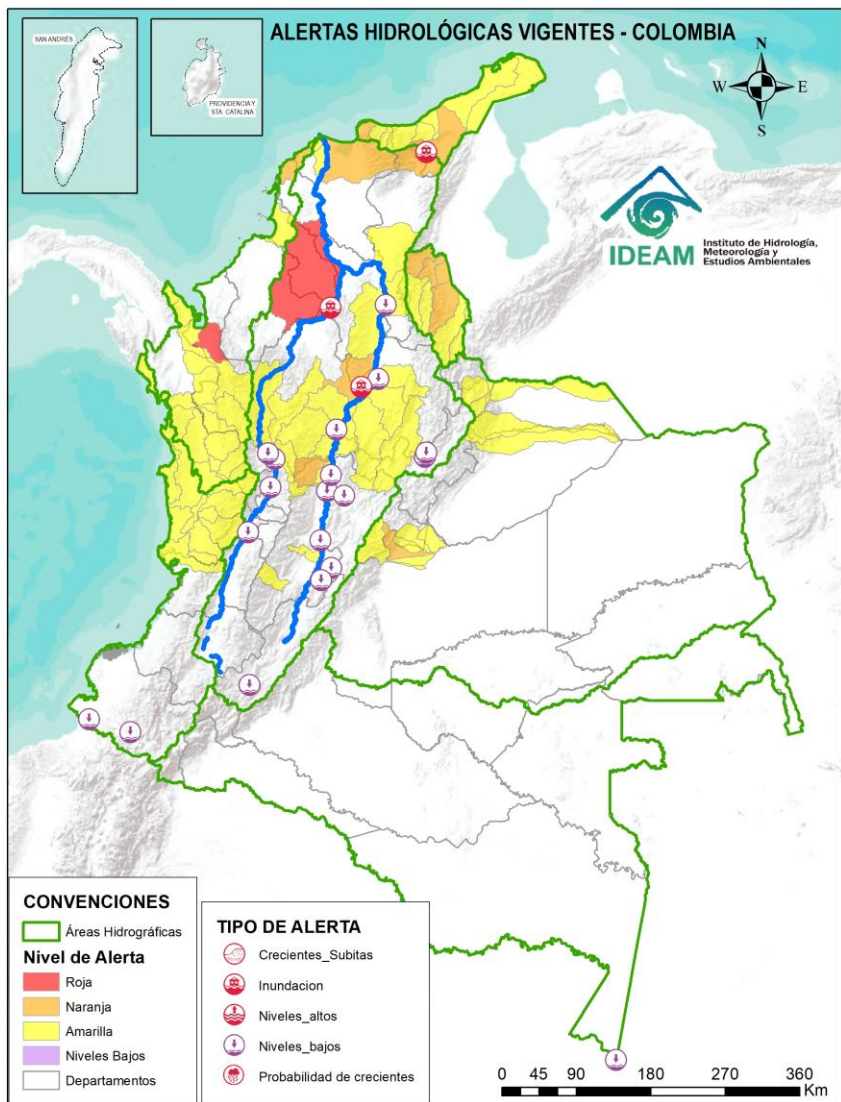 ALERTAS HIDROLÓGICAS VIGENTES - COLOMBIA
SAN ANDRÉS
PROVIDENCIA Y
STA. CATALINA
N
W
E
S
IDEAM
Instituto de Hidrología,
Meteorología y
Estudios Ambientales
CONVENCIONES
Áreas Hidrográficas
Nivel de Alerta
Roja
Naranja
Amarilla
Niveles Bajos
Departamentos
TIPO DE ALERTA
Crecientes_Subitas
Inundacion
Niveles_altos
Niveles_bajos
Probabilidad de crecientes
0 45 90 180 270 360
Km